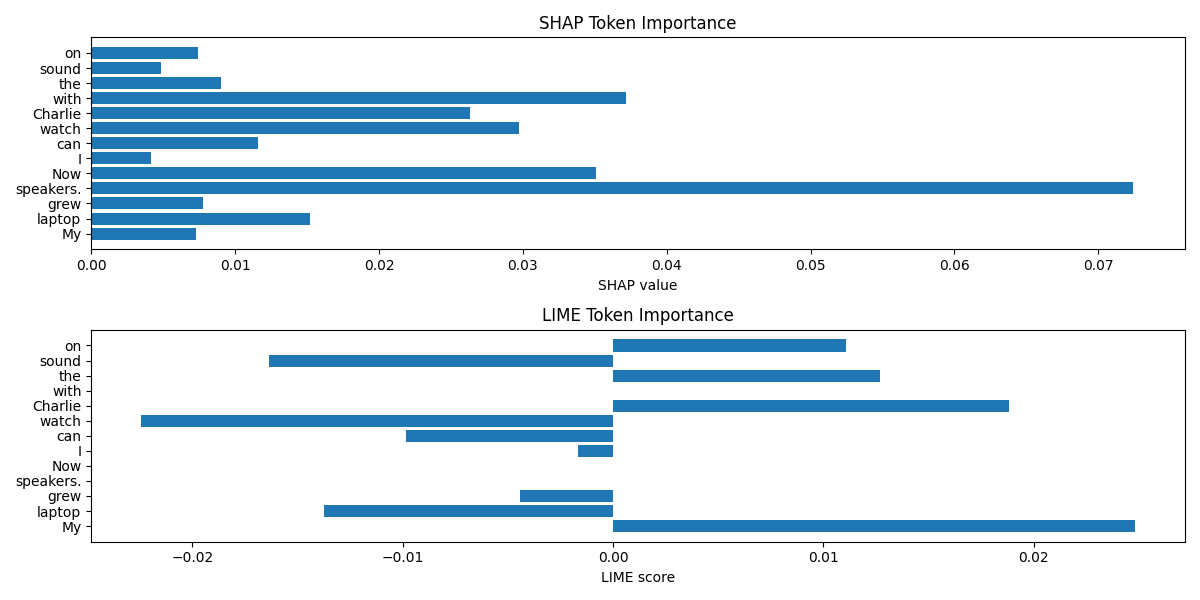 SHAP Token Importance
on
sound
the
with
Charlie
watch
can
I
Now
speakers.
grew
laptop
My
0.00 0.01 0.02 0.03 0.04 0.05 0.06 0.07
SHAP value
LIME Token Importance
on
sound
the
with
Charlie
watch
can
I
Now
speakers.
grew
laptop
My
−0.02 −0.01 0.00 0.01 0.02
LIME score